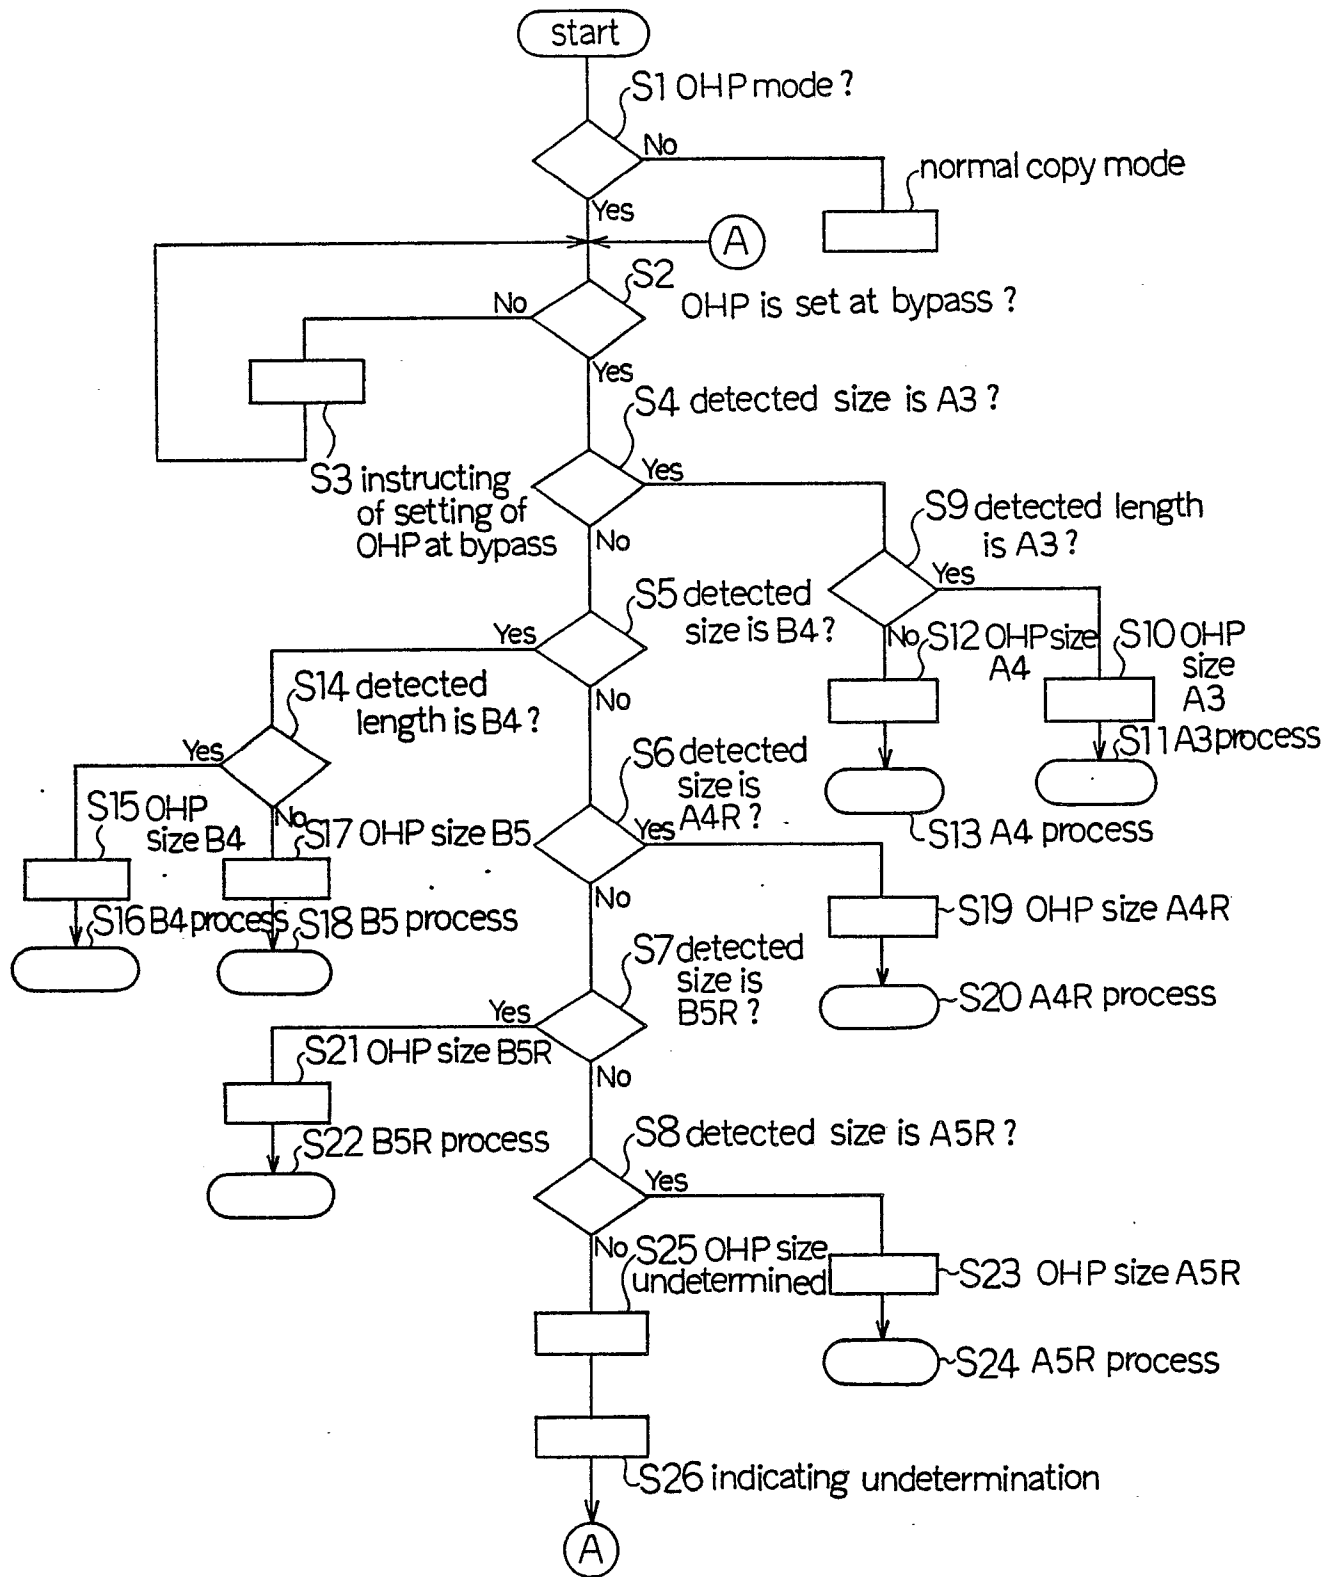 start
S1 OHP mode ?
No
normal copy mode
Yes
A
S2
OHP is set at bypass ?
No
Yes
S4 detected size is A3 ?
S3 instructing
of setting of
OHP at bypass
Yes
No
S9 detected length
is A3 ?
Yes
No
S12 OHP size
A4
S10 OHP
size
A3
S11 A3 process
S13 A4 process
S5 detected
size is B4 ?
Yes
No
S14 detected
length is B4 ?
Yes
No
S15 OHP
size B4
S17 OHP size B5
S16 B4 process
S18 B5 process
S6 detected
size is
A4R ?
Yes
No
S19 OHP size A4R
S20 A4R process
S7 detected
size is
B5R ?
Yes
No
S21 OHP size B5R
S22 B5R process
S8 detected size is A5R ?
Yes
No
S25 OHP size
undetermined
S23 OHP size A5R
S24 A5R process
S26 indicating undetermination
A